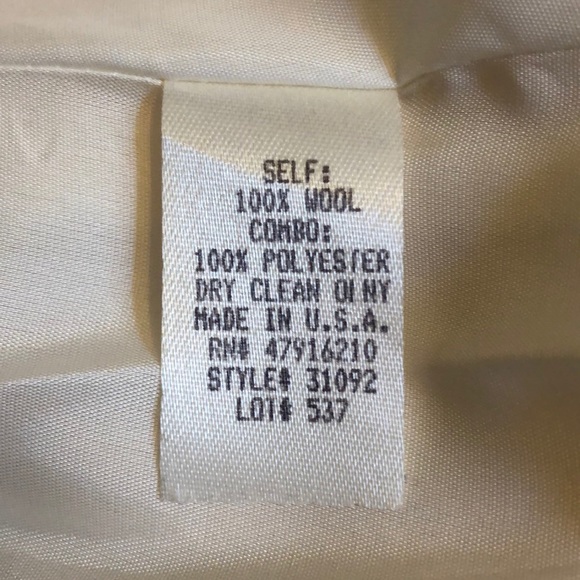 SELF:
100% WOOL
COMBO:
100% POLYESTER
DRY CLEAN ONLY
MADE IN U.S.A.
RN# 47916210
STYLE# 31092
LOT# 537